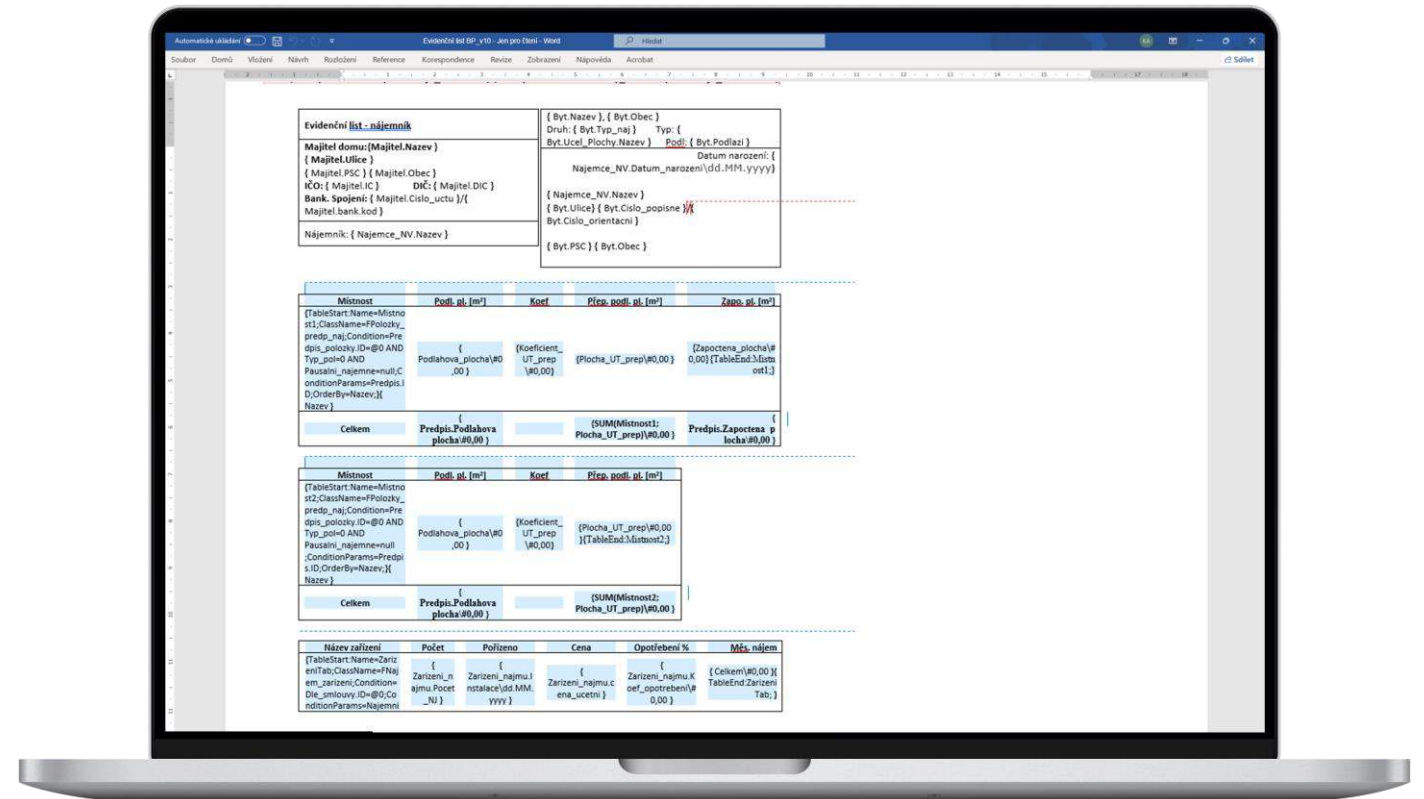 Automatické ukládání
Evidenční list BP_v10 - Jen pro čtení - Word
Hledat
KA
Soubor Domů Vložení Návrh Rozložení Reference Korespondence Revize Zobrazení Nápověda Acrobat
Sdílet
Evidenční list - nájemník
Majitel domu:{Majitel.Nazev }
{ Majitel.Ulice }
{ Majitel.PSC } { Majitel.Obec }
IČO: { Majitel.IC } DIČ: { Majitel.DIC }
Bank. Spojení: { Majitel.Cislo_uctu }/{
Majitel.bank.kod }
Nájemník: { Najemce_NV.Nazev }
{ Byt.Nazev }, { Byt.Obec }
Druh: { Byt.Typ_naj } Typ: {
Byt.Ucel_Plochy.Nazev } Podl: { Byt.Podlazi }
Datum narození: {
Najemce_NV.Datum_narozeni\dd.MM.yyyy}
{ Najemce_NV.Nazev }
{ Byt.Ulice} { Byt.Cislo_popisne }/{
Byt.Cislo_orientacni }
{ Byt.PSC } { Byt.Obec }
Místnost Podl. pl. [m²] Koef Přep. podl. pl. [m²] Zapo. pl. [m²]
{TableStart:Name=Mistno
st1;ClassName=FPolozky_
predp_naj;Condition=Pre
dpis_polozky.ID=@0 AND
Typ_pol=0 AND
Pausalni_najemne=null;C
onditionParams=Predpis.I
D;OrderBy=Nazev;}{
Nazev }
{
Podlahova_plocha\#0
,00 }
{Koeficient_
UT_prep
\#0,00}
{Plocha_UT_prep\#0,00 }
{Zapoctena_plocha\#
0,00}{TableEnd:Mistn
ost1;}
Celkem
{
Predpis.Podlahova
plocha\#0,00 }
{SUM(Mistnost1;
Plocha_UT_prep)\#0,00 }
{
Predpis.Zapoctena_p
locha\#0,00 }
Místnost Podl. pl. [m²] Koef Přep. podl. pl. [m²]
{TableStart:Name=Mistno
st2;ClassName=FPolozky_
predp_naj;Condition=Pre
dpis_polozky.ID=@0 AND
Typ_pol=0 AND
Pausalni_najemne=null
;ConditionParams=Predpi
s.ID;OrderBy=Nazev;}{
Nazev }
{
Podlahova_plocha\#0
,00 }
{Koeficient_
UT_prep
\#0,00}
{Plocha_UT_prep\#0,00
}{TableEnd:Mistnost2;}
Celkem
{
Predpis.Podlahova
plocha\#0,00 }
{SUM(Mistnost2;
Plocha_UT_prep)\#0,00 }
Název zařízení Počet Pořízeno Cena Opotřebení % Měs. nájem
{TableStart:Name=Zariz
eniTab;ClassName=FNaj
em_zarizeni;Condition=
Dle_smlouvy.ID=@0;Co
nditionParams=Najemni
{
Zarizeni_n
ajmu.Pocet
_NJ }
{
Zarizeni_najmu.I
nstalace\dd.MM.
yyyy }
{
Zarizeni_najmu.c
ena_ucetni }
{
Zarizeni_najmu.K
oef_opotrebeni\#
0,00 }
{ Celkem\#0,00 }{
TableEnd:Zarizeni
Tab; }